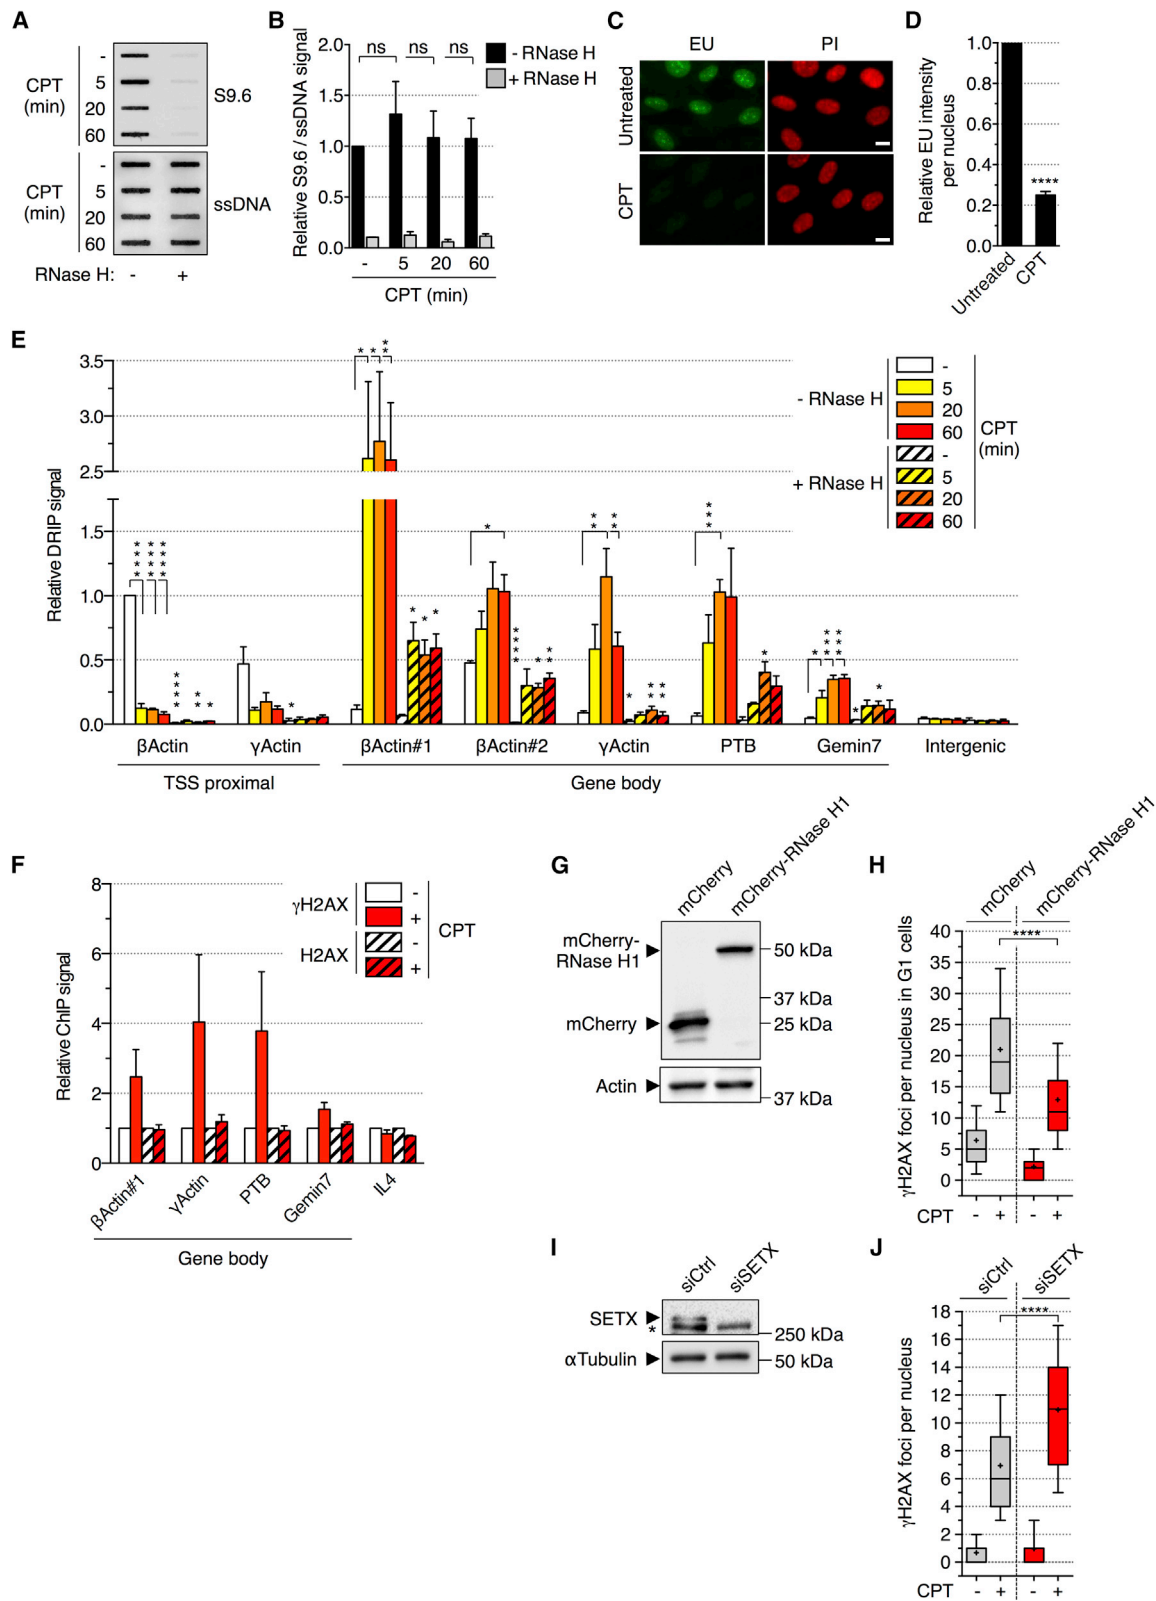 A
CPT (min)
-
5
20
60
S9.6
CPT (min)
-
5
20
60
ssDNA
RNase H: - +
B
Relative S9.6 / ssDNA signal
2.0
1.5
1.0
0.5
0.0
ns ns ns
- RNase H
+ RNase H
- 5 20 60
CPT (min)
C
EU PI
Untreated
CPT
D
Relative EU intensity per nucleus
1.0
0.8
0.6
0.4
0.2
0.0
****
Untreated
CPT
E
Relative DRIP signal
3.5
3.0
2.5
1.5
1.0
0.5
0.0
- RNase H
-
5
20
60
+ RNase H
-
5
20
60
CPT (min)
βActin γActin βActin#1 βActin#2 γActin PTB Gemin7 Intergenic
TSS proximal Gene body
F
Relative ChIP signal
8
6
4
2
0
γH2AX
-
+
H2AX
-
+
CPT
βActin#1 γActin PTB Gemin7 IL4
Gene body
G
mCherry mCherry-RNase H1
mCherry-
RNase H1
50 kDa
37 kDa
mCherry
25 kDa
Actin
37 kDa
H
mCherry mCherry-RNase H1
γH2AX foci per nucleus in G1 cells
40
35
30
25
20
15
10
5
0
****
CPT - + - +
I
siCtrl siSETX
SETX
*
250 kDa
αTubulin
50 kDa
J
siCtrl siSETX
γH2AX foci per nucleus
18
16
14
12
10
8
6
4
2
0
****
CPT - + - +